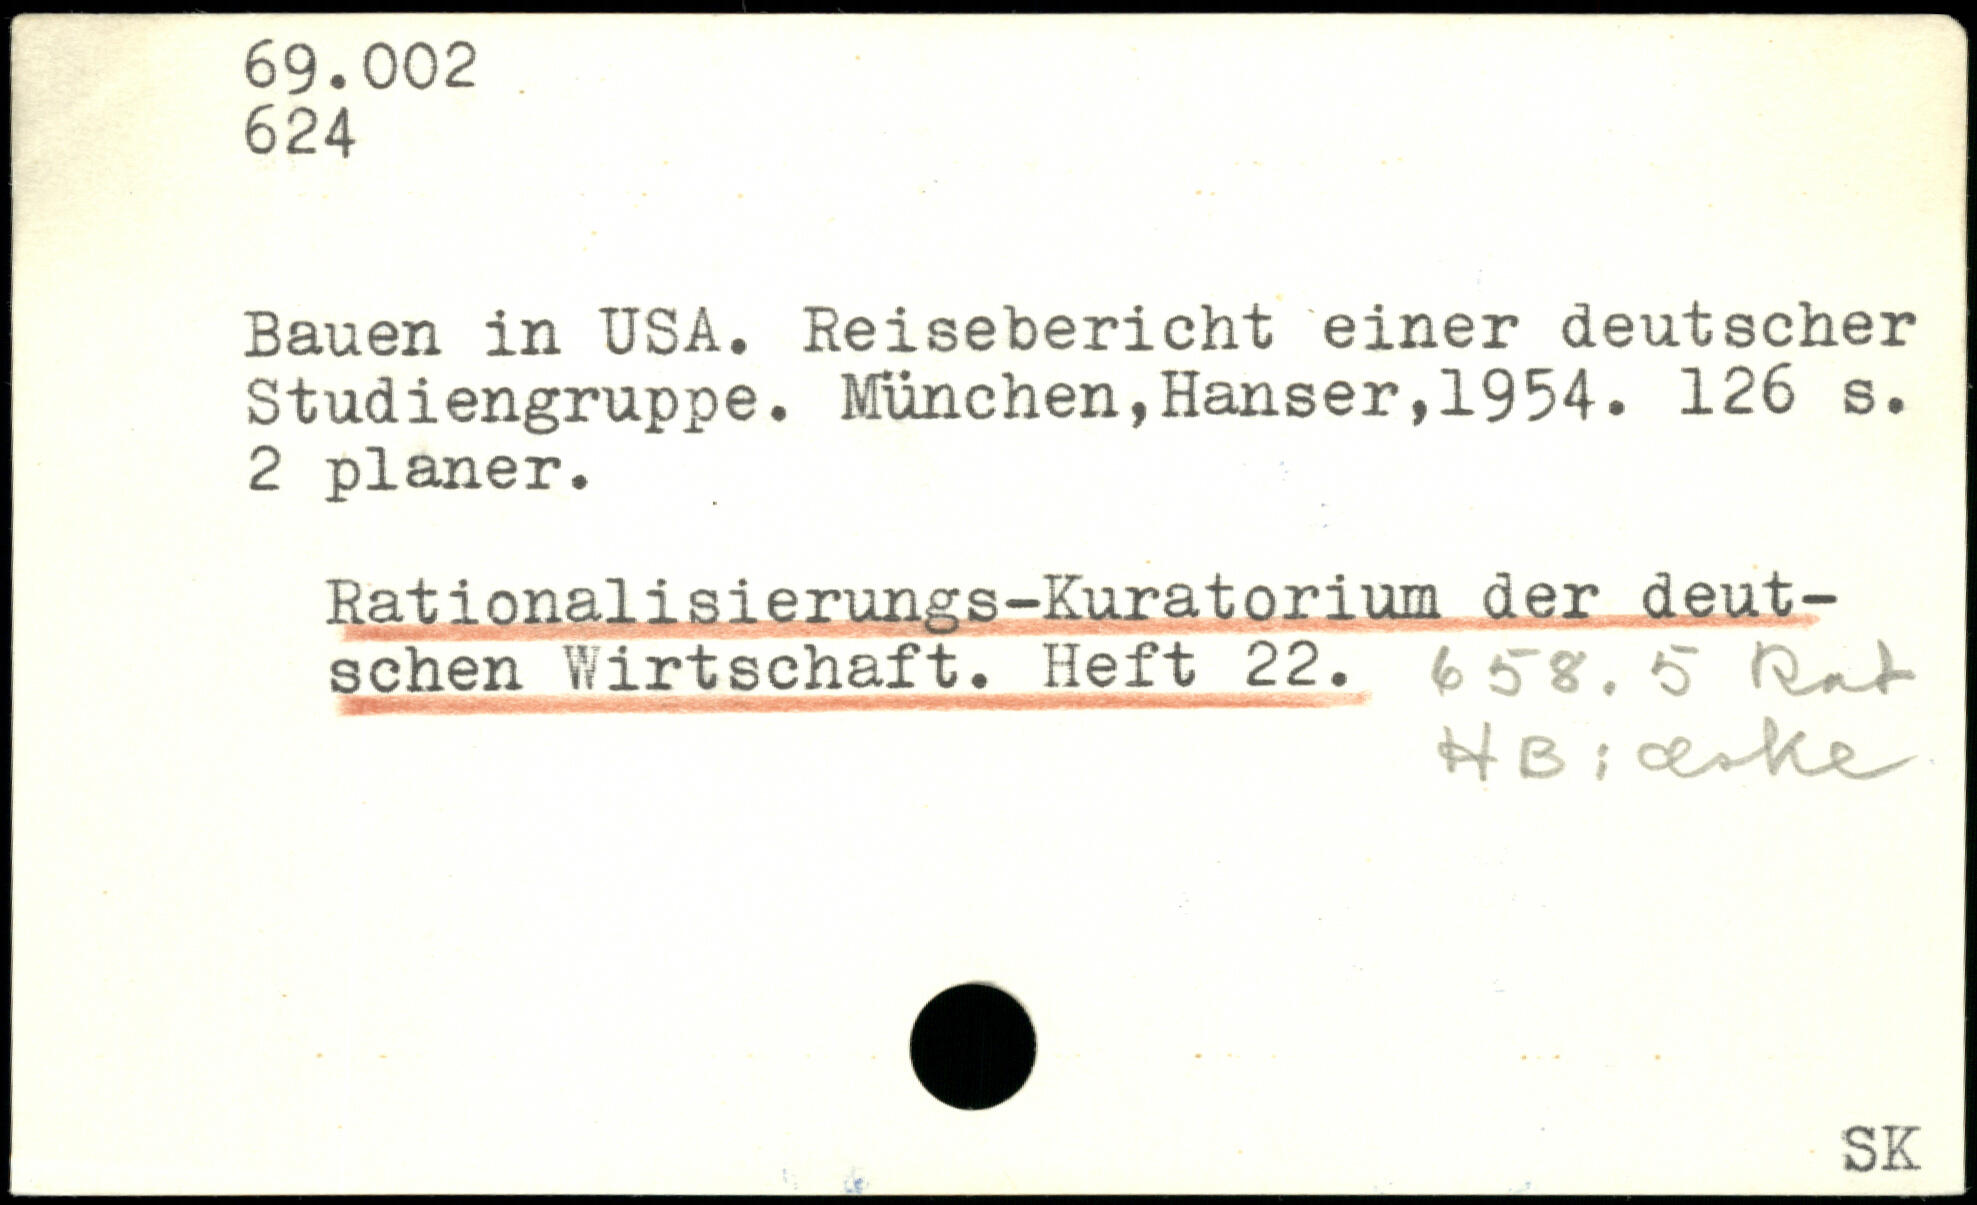 69.002
624
Bauen in USA. Reisebericht einer deutscher
Studiengruppe. München,Hanser,1954. 126 s.
2 planer.
Rationalisierungs-Kuratorium der deut-
schen Wirtschaft. Heft 22. 658.5 Rat
HB: æske
SK